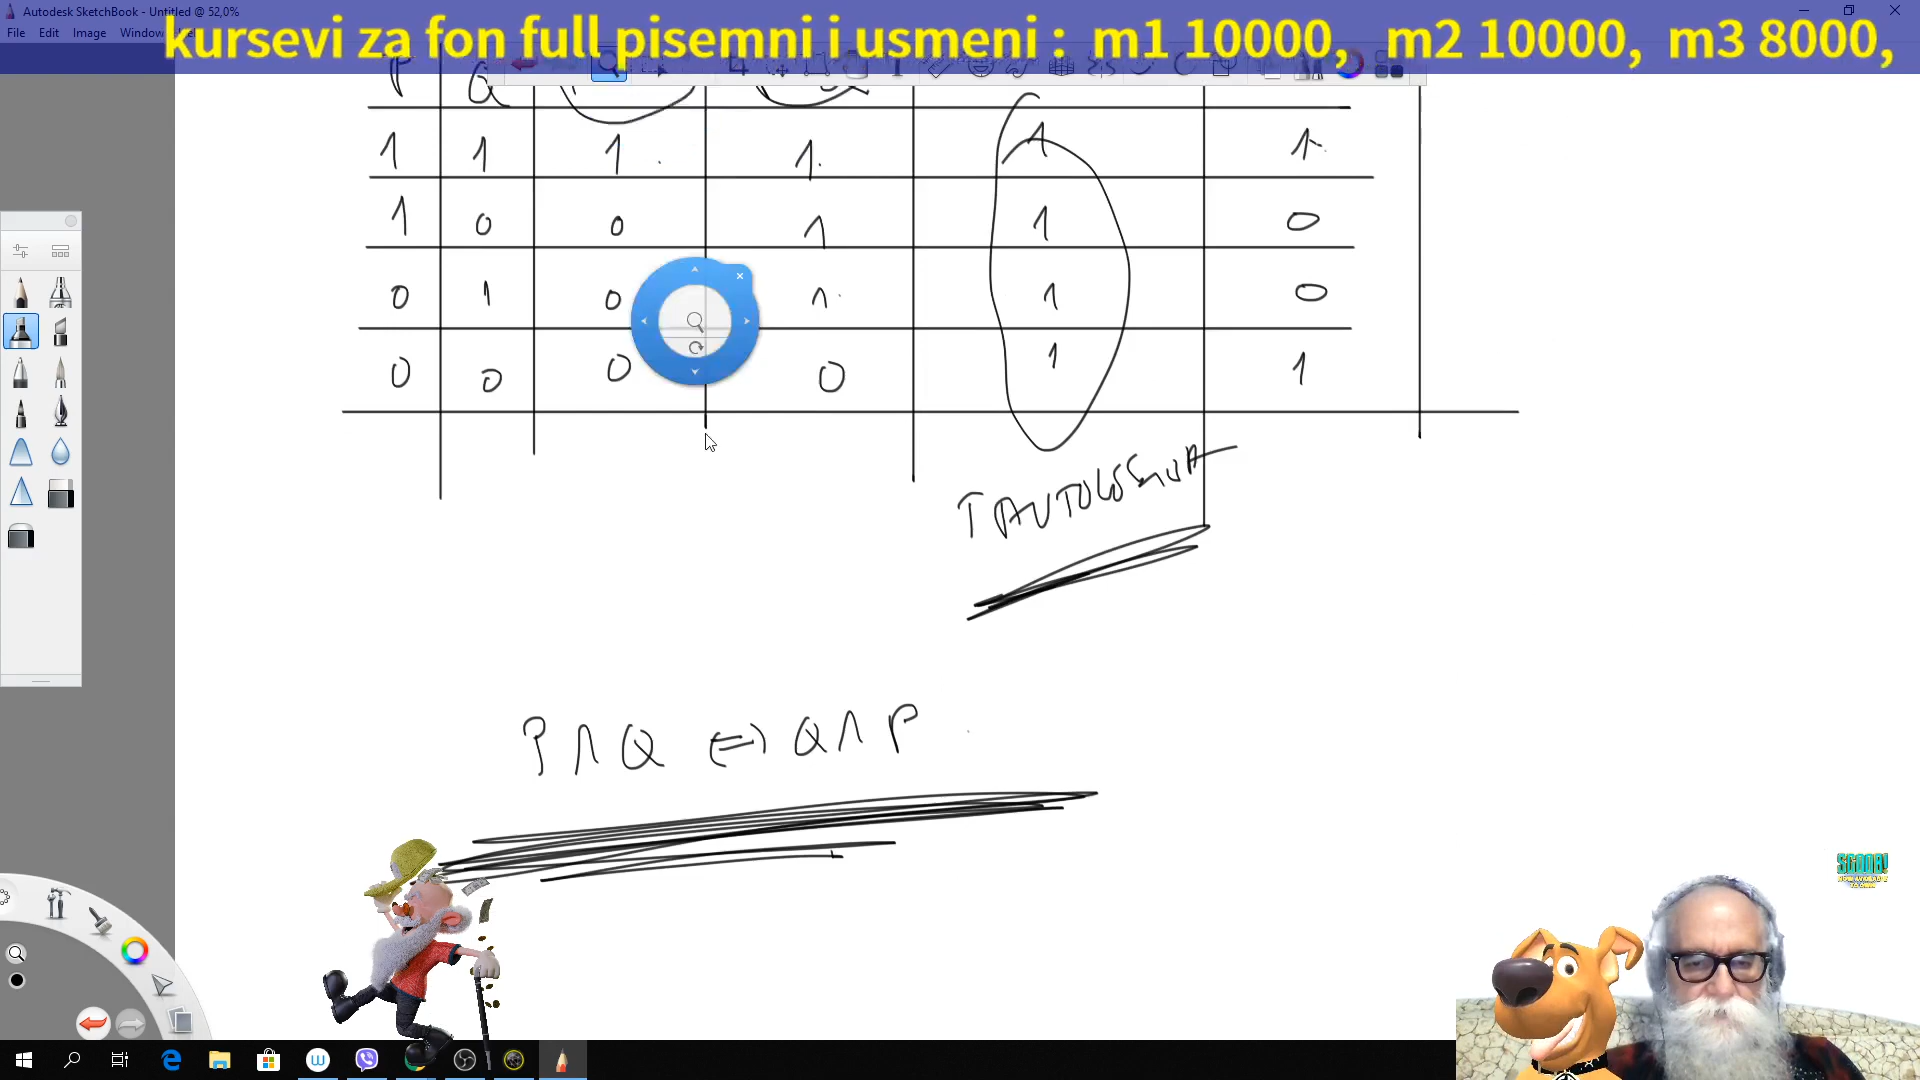 Autodesk SketchBook - Untitled @ 52,0%
File Edit Image Window
kursevi za fon full pisemni i usmeni : m1 10000, m2 10000, m3 8000,
P Q
1 1 1 1 1 1
1 0 0 1 1 0
0 1 0 1 1 0
0 0 0 0 1 1
P ∧ Q ⇔ Q ∧ P
SCOOB!